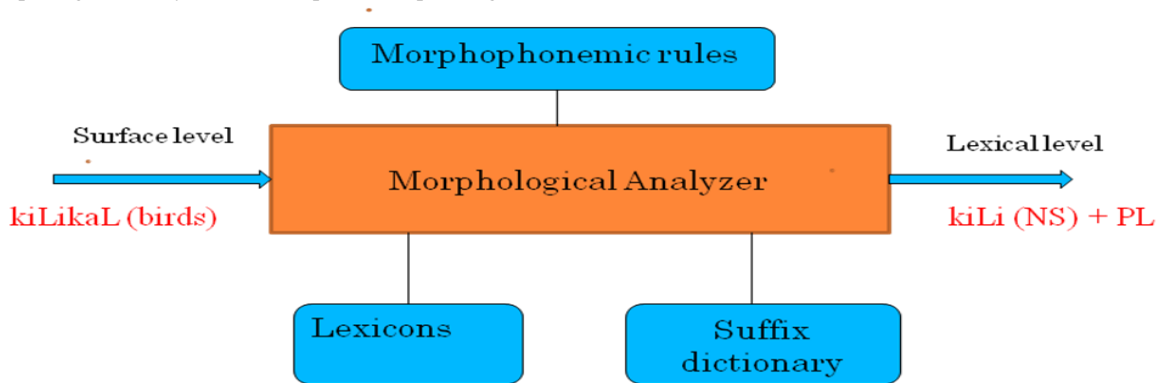 Morphophonemic rules
Surface level
Lexical level
Morphological Analyzer
kiLikaL (birds)
kiLi (NS) + PL
Lexicons
Suffix
dictionary